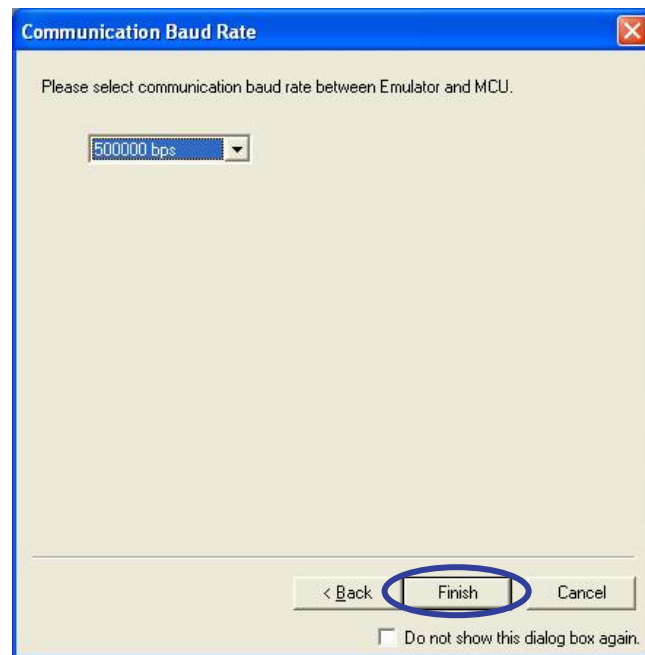 Communication Baud Rate
Please select communication baud rate between Emulator and MCU.
500000 bps
< Back
Finish
Cancel
Do not show this dialog box again.